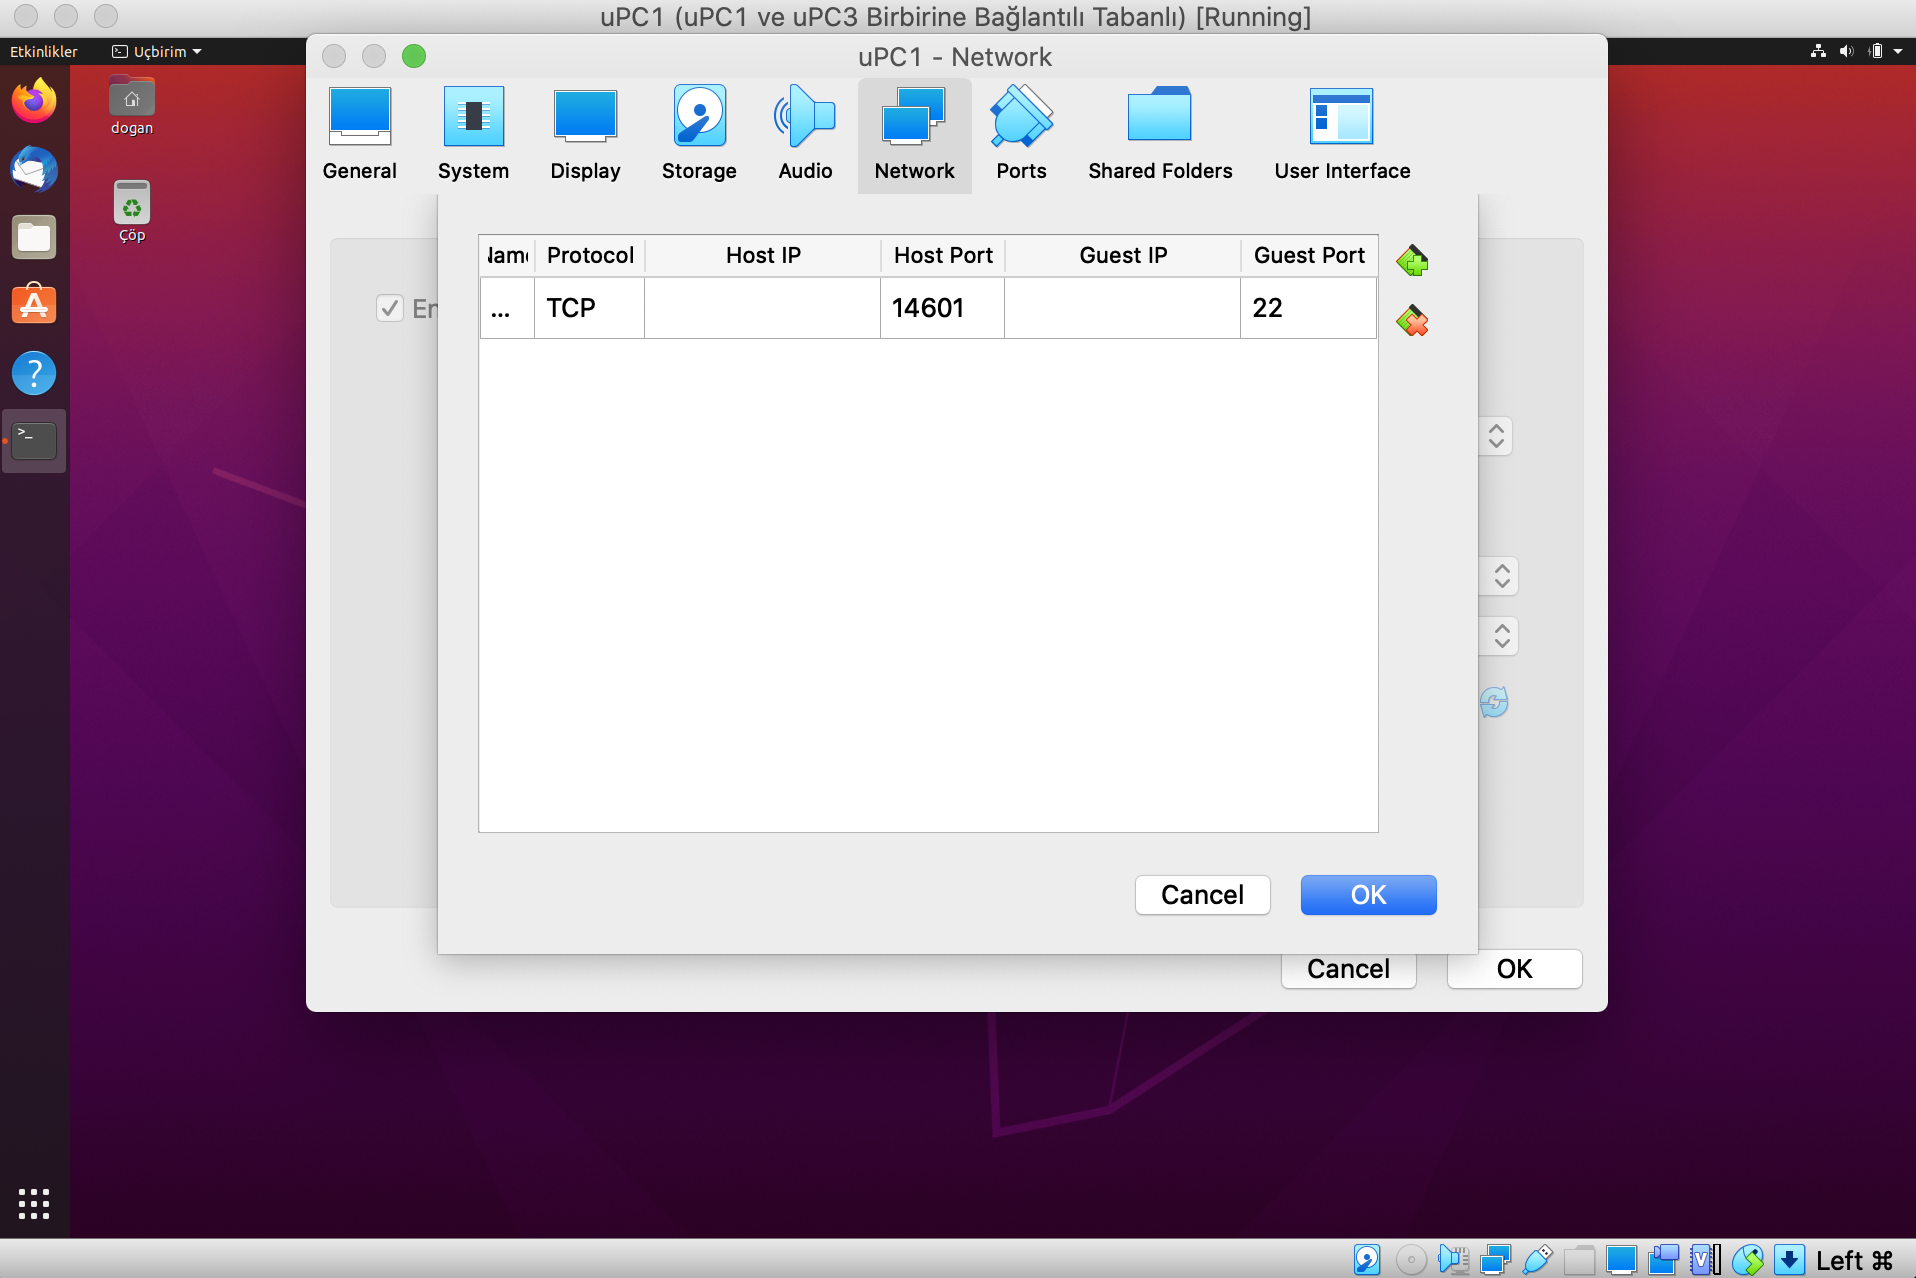 uPC1 (uPC1 ve uPC3 Birbirine Bağlantılı Tabanlı) [Running]
Etkinlikler
Uçbirim
uPC1 - Network
dogan
Çöp
General
System
Display
Storage
Audio
Network
Ports
Shared Folders
User Interface
Protocol
Host IP
Host Port
Guest IP
Guest Port
...
TCP
14601
22
Cancel
OK
Cancel
OK
Left ⌘